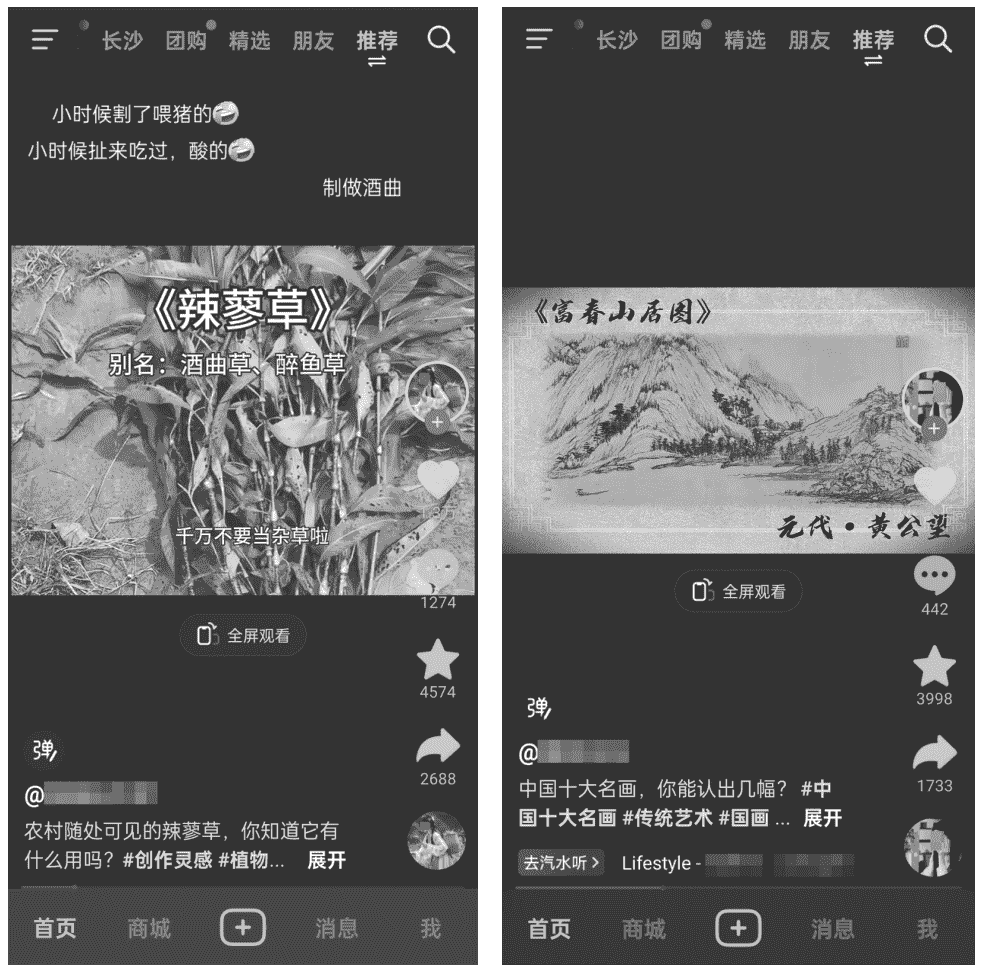 长沙 团购 精选 朋友 推荐
小时候割了喂猪的
小时候扯来吃过，酸的
制做酒曲
《辣蓼草》
别名：酒曲草、醉鱼草
千万不要当杂草啦
1274
全屏观看
4574
弹
2688
@
农村随处可见的辣蓼草，你知道它有
什么用吗？#创作灵感 #植物... 展开
首页 商城 消息 我
长沙 团购 精选 朋友 推荐
《富春山居图》
元代·黄公望
全屏观看
442
3998
弹
@
1733
中国十大名画，你能认出几幅？ #中
国十大名画 #传统艺术 #国画 ... 展开
去汽水听 Lifestyle -
首页 商城 消息 我